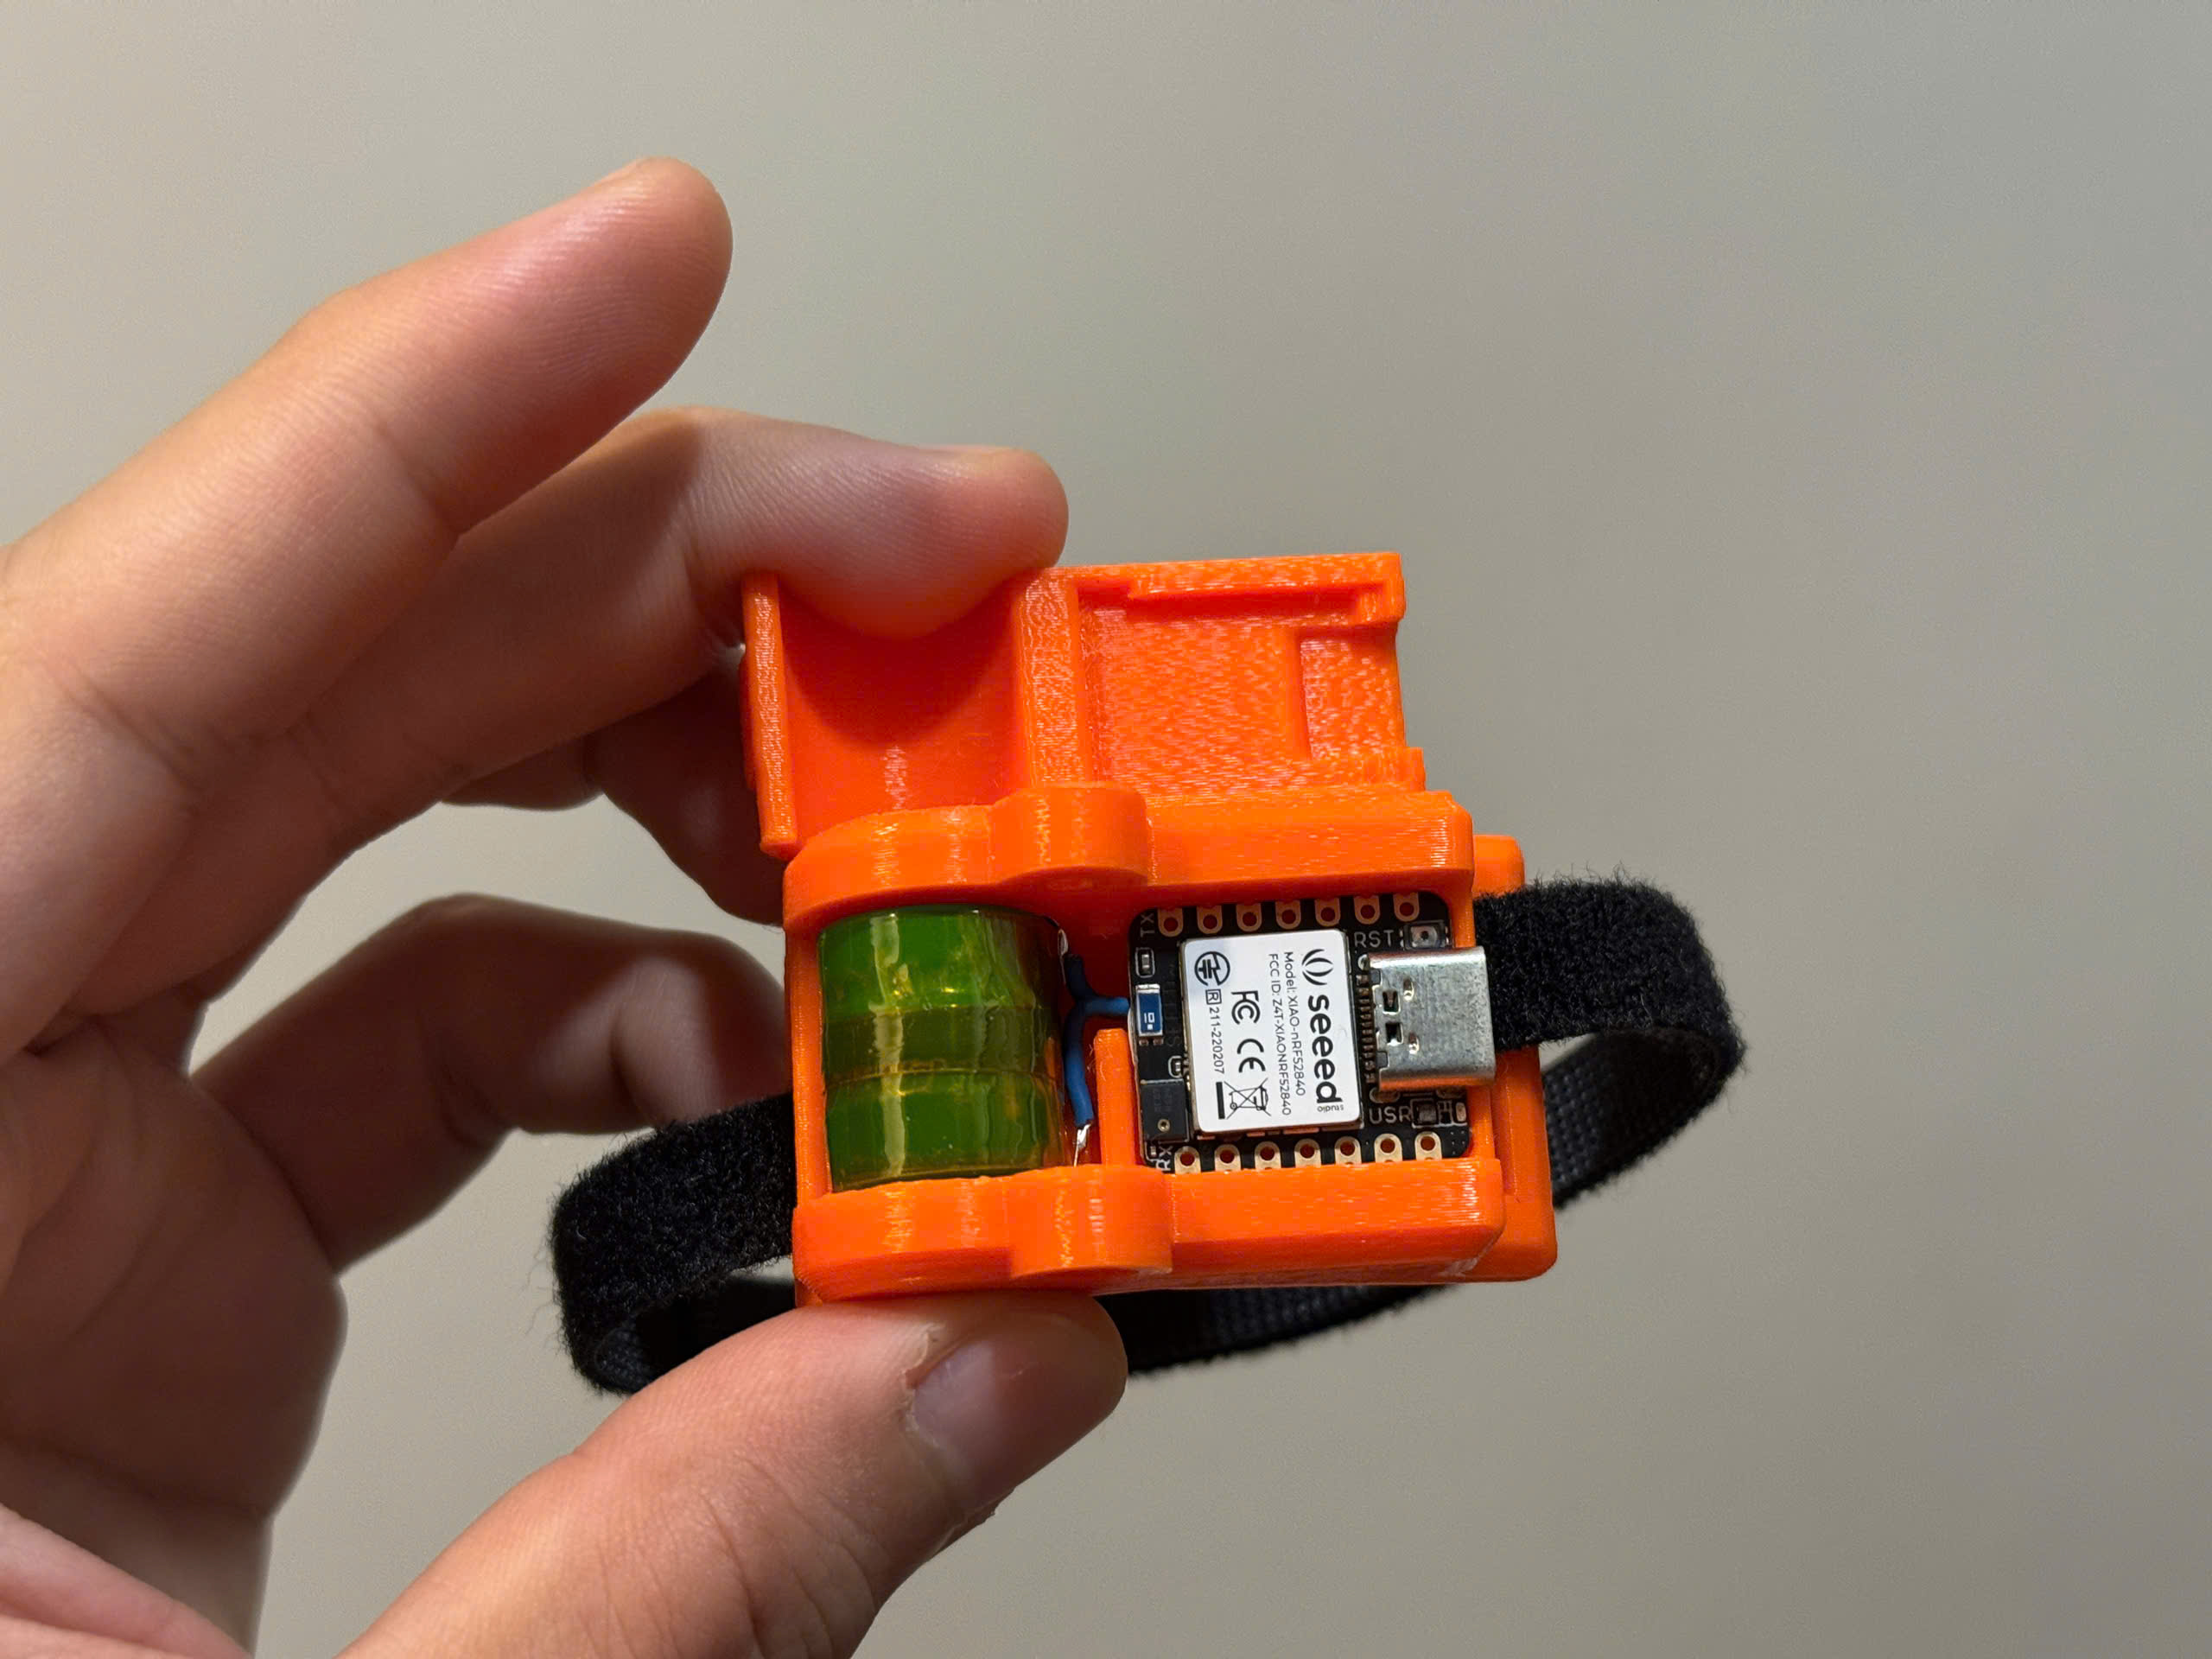 TX
RST
seeed
studio
Model: XIAO-nRF52840
FCC ID: Z4T-XIAONRF52840
FC CE
R 211-220207
USR
RX